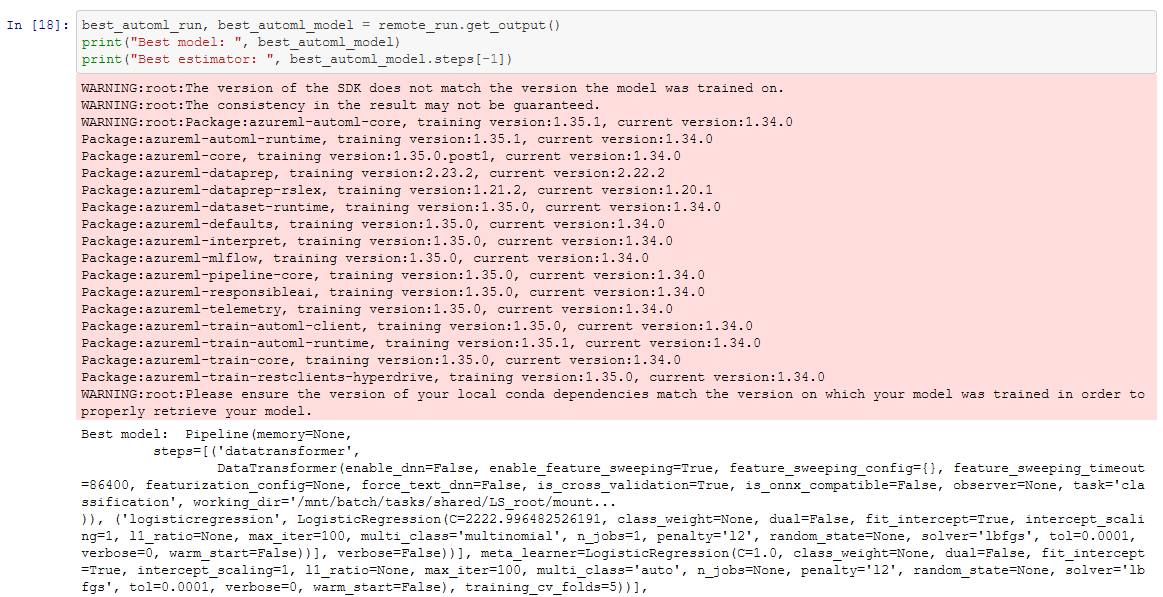 In [18]: best_automl_run, best_automl_model = remote_run.get_output()
print("Best model: ", best_automl_model)
print("Best estimator: ", best_automl_model.steps[-1])
WARNING:root:The version of the SDK does not match the version the model was trained on.
WARNING:root:The consistency in the result may not be guaranteed.
WARNING:root:Package:azureml-automl-core, training version:1.35.1, current version:1.34.0
Package:azureml-automl-runtime, training version:1.35.1, current version:1.34.0
Package:azureml-core, training version:1.35.0.post1, current version:1.34.0
Package:azureml-dataprep, training version:2.23.2, current version:2.22.2
Package:azureml-dataprep-rslex, training version:1.21.2, current version:1.20.1
Package:azureml-dataset-runtime, training version:1.35.0, current version:1.34.0
Package:azureml-defaults, training version:1.35.0, current version:1.34.0
Package:azureml-interpret, training version:1.35.0, current version:1.34.0
Package:azureml-mlflow, training version:1.35.0, current version:1.34.0
Package:azureml-pipeline-core, training version:1.35.0, current version:1.34.0
Package:azureml-responsibleai, training version:1.35.0, current version:1.34.0
Package:azureml-telemetry, training version:1.35.0, current version:1.34.0
Package:azureml-train-automl-client, training version:1.35.0, current version:1.34.0
Package:azureml-train-automl-runtime, training version:1.35.1, current version:1.34.0
Package:azureml-train-core, training version:1.35.0, current version:1.34.0
Package:azureml-train-restclients-hyperdrive, training version:1.35.0, current version:1.34.0
WARNING:root:Please ensure the version of your local conda dependencies match the version on which your model was trained in order to
properly retrieve your model.
Best model:  Pipeline(memory=None,
steps=[('datatransformer',
DataTransformer(enable_dnn=False, enable_feature_sweeping=True, feature_sweeping_config={}, feature_sweeping_timeout
=86400, featurization_config=None, force_text_dnn=False, is_cross_validation=True, is_onnx_compatible=False, observer=None, task='cla
ssification', working_dir='/mnt/batch/tasks/shared/LS_root/mount...
)), ('logisticregression', LogisticRegression(C=2222.996482526191, class_weight=None, dual=False, fit_intercept=True, intercept_scali
ng=1, l1_ratio=None, max_iter=100, multi_class='multinomial', n_jobs=1, penalty='l2', random_state=None, solver='lbfgs', tol=0.0001,
verbose=0, warm_start=False))], verbose=False))], meta_learner=LogisticRegression(C=1.0, class_weight=None, dual=False, fit_intercept
=True, intercept_scaling=1, l1_ratio=None, max_iter=100, multi_class='auto', n_jobs=None, penalty='l2', random_state=None, solver='lb
fgs', tol=0.0001, verbose=0, warm_start=False), training_cv_folds=5))],